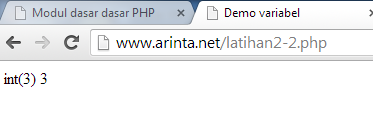 Modul dasar dasar PHP
Demo variabel
www.arinta.net/latihan2-2.php
int(3) 3